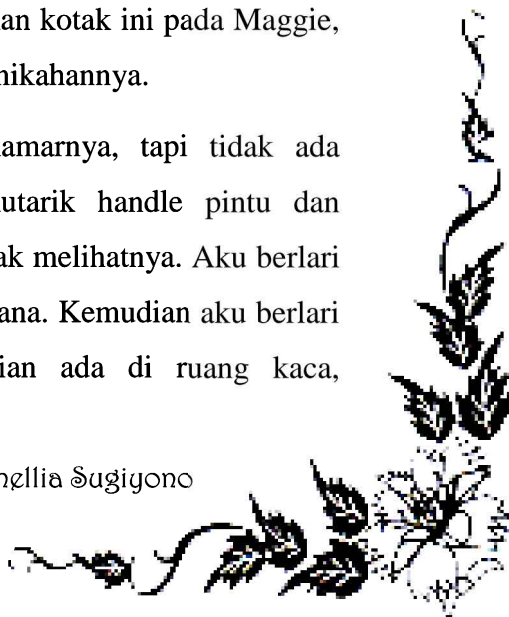 an kotak ini pada Maggie,
nikahannya.
amarnya, tapi tidak ada
utarik handle pintu dan
ak melihatnya. Aku berlari
ana. Kemudian aku berlari
ian ada di ruang kaca,
nellia Sugiyono